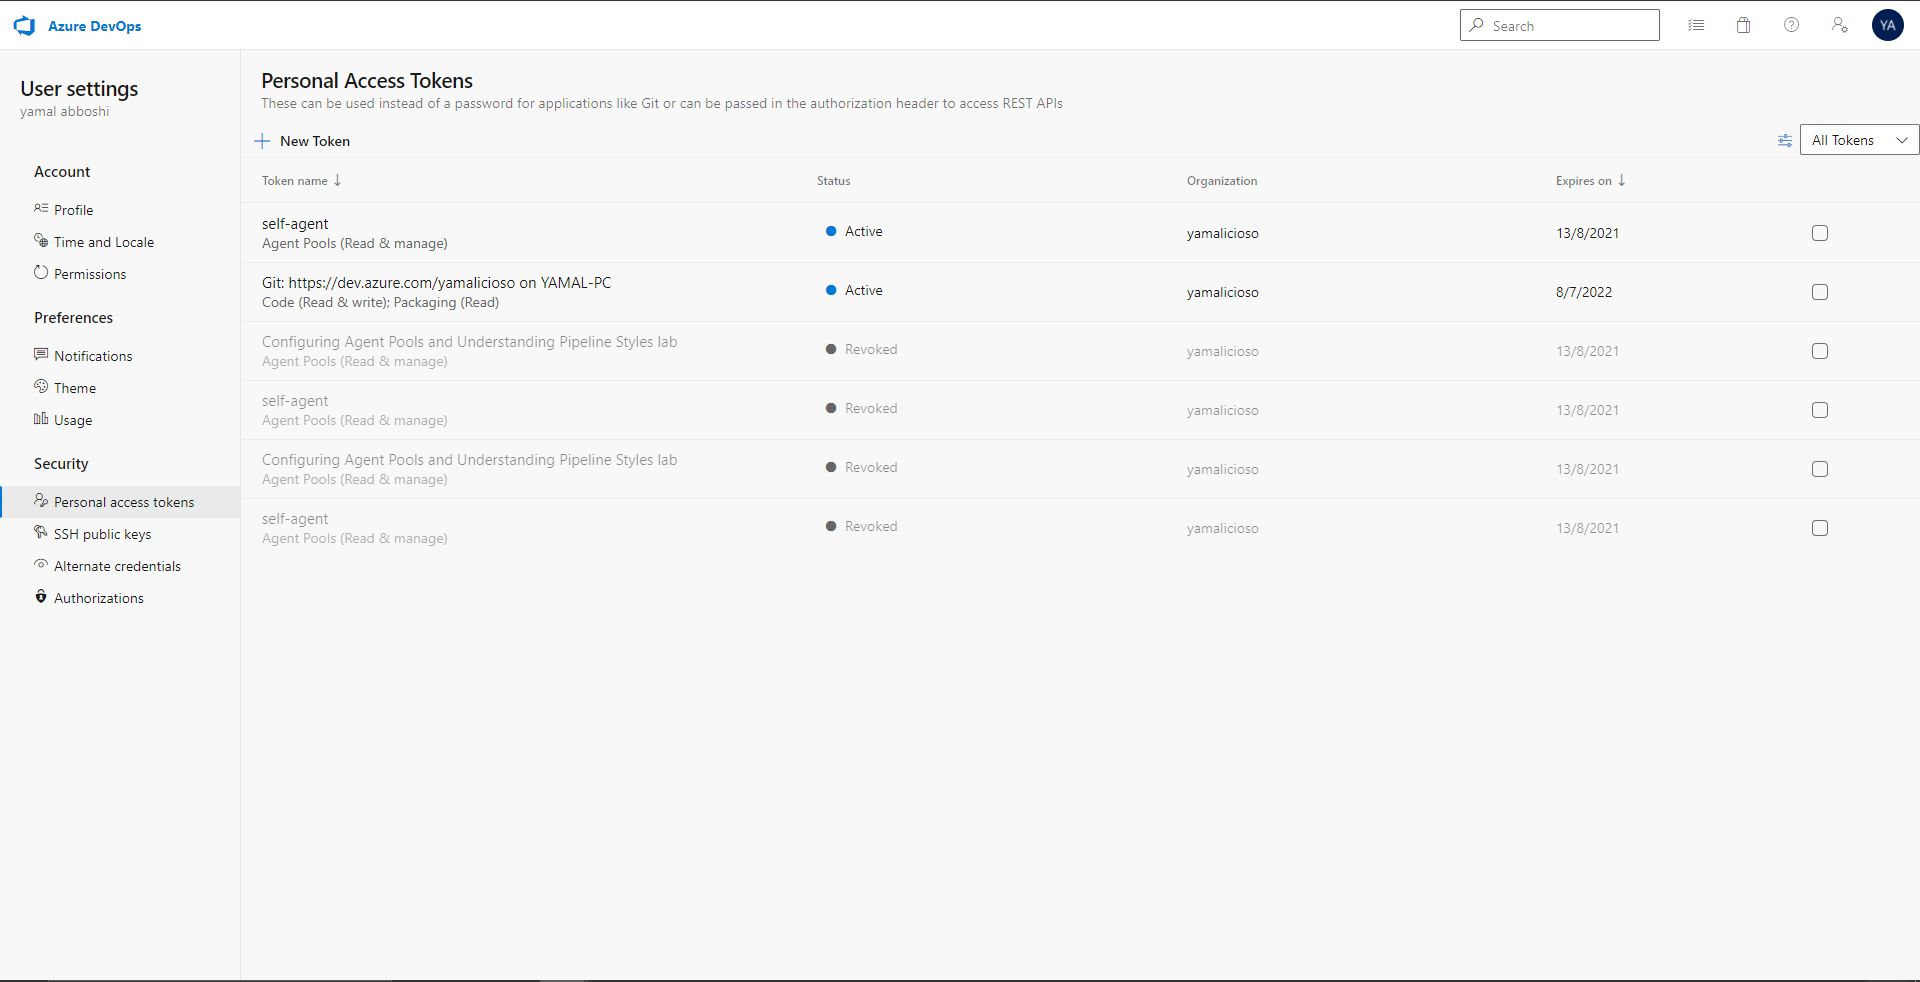 Azure DevOps
Search
YA
User settings
yamal abboshi
Account
Profile
Time and Locale
Permissions
Preferences
Notifications
Theme
Usage
Security
Personal access tokens
SSH public keys
Alternate credentials
Authorizations
Personal Access Tokens
These can be used instead of a password for applications like Git or can be passed in the authorization header to access REST APIs
New Token
All Tokens
Token name ↓ Status Organization Expires on ↓
self-agent
Agent Pools (Read & manage)
Active yamalicioso 13/8/2021
Git: https://dev.azure.com/yamalicioso on YAMAL-PC
Code (Read & write); Packaging (Read)
Active yamalicioso 8/7/2022
Configuring Agent Pools and Understanding Pipeline Styles lab
Agent Pools (Read & manage)
Revoked yamalicioso 13/8/2021
self-agent
Agent Pools (Read & manage)
Revoked yamalicioso 13/8/2021
Configuring Agent Pools and Understanding Pipeline Styles lab
Agent Pools (Read & manage)
Revoked yamalicioso 13/8/2021
self-agent
Agent Pools (Read & manage)
Revoked yamalicioso 13/8/2021